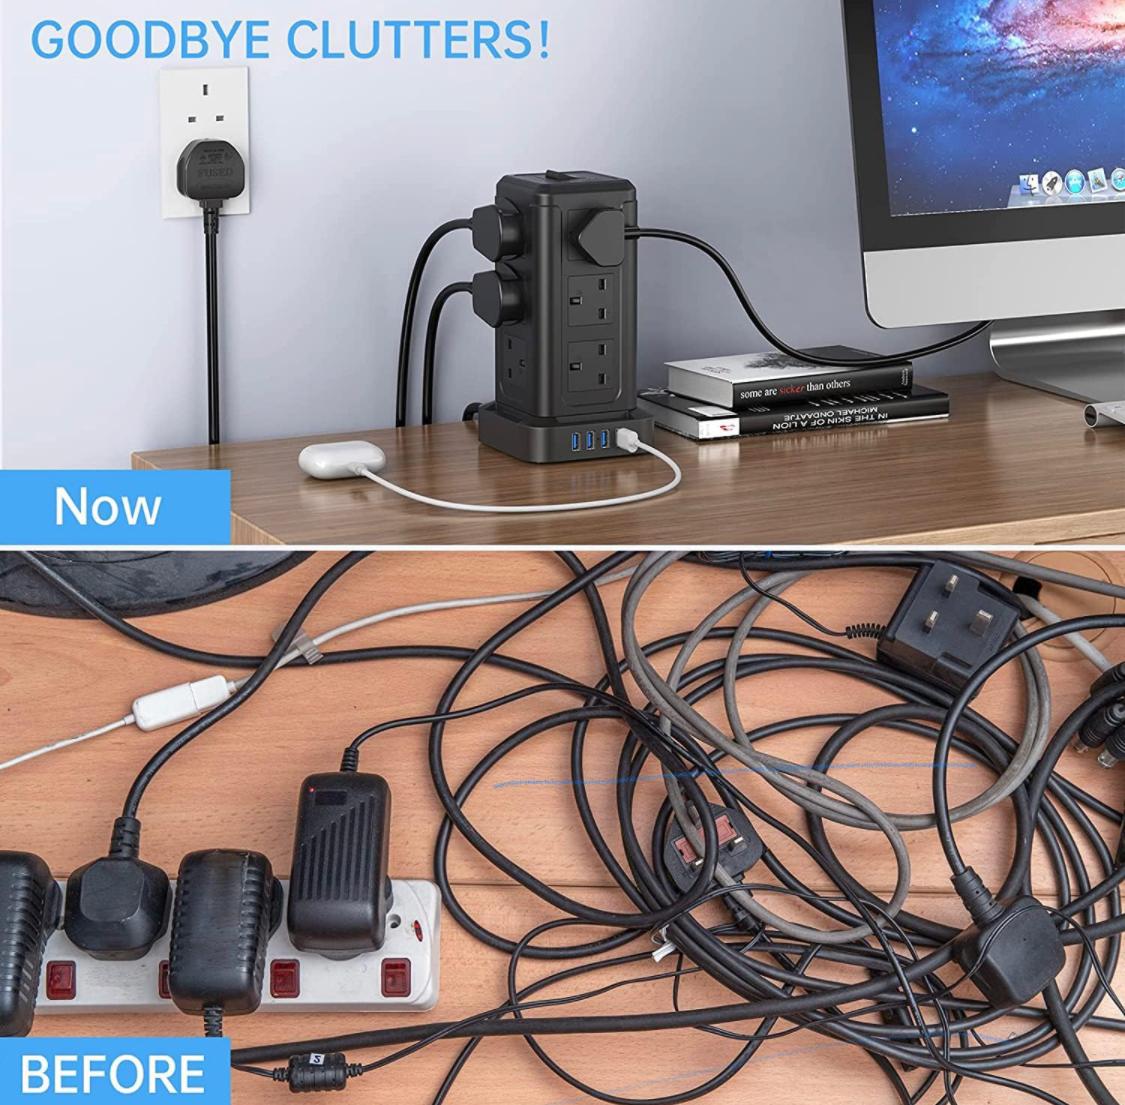 GOODBYE CLUTTERS!
FUSED
some are sicker than others
IN THE SKIN OF A LION
MICHAEL ONDAATJE
Now
S
BEFORE